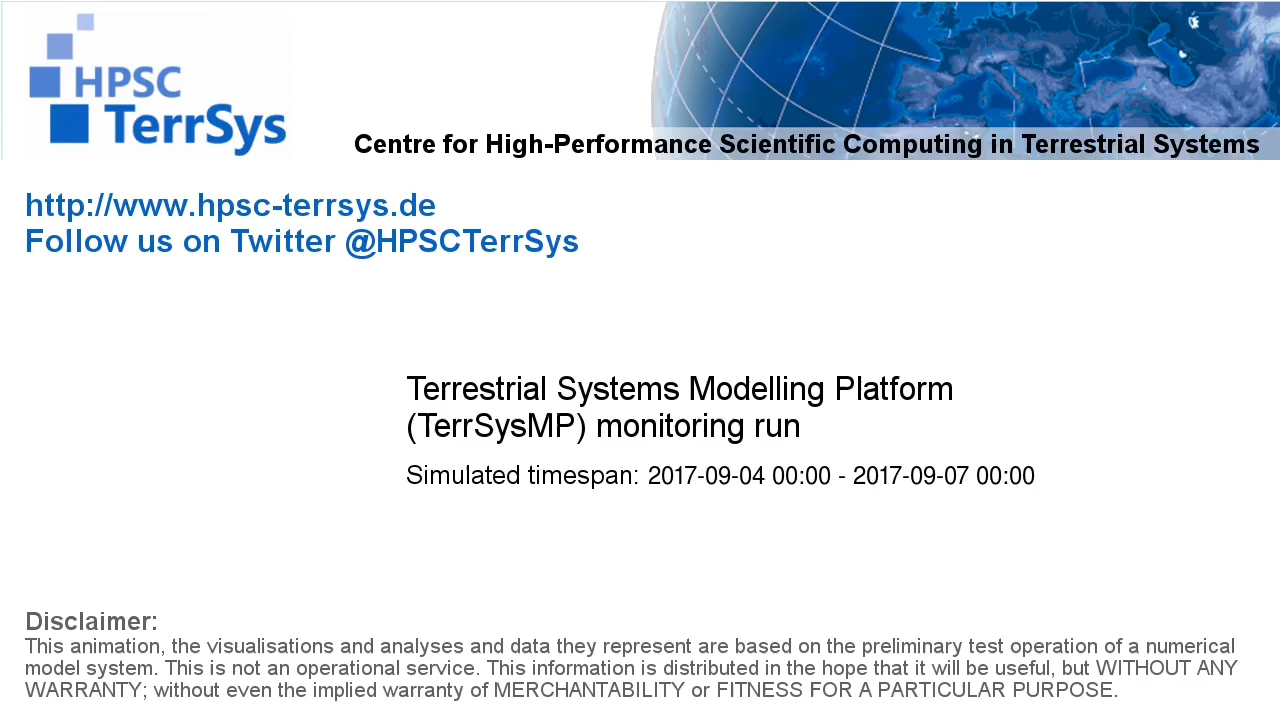 HPSC
TerrSys
Centre for High-Performance Scientific Computing in Terrestrial Systems
http://www.hpsc-terrsys.de
Follow us on Twitter @HPSCTerrSys
Terrestrial Systems Modelling Platform
(TerrSysMP) monitoring run
Simulated timespan: 2017-09-04 00:00 - 2017-09-07 00:00
Disclaimer:
This animation, the visualisations and analyses and data they represent are based on the preliminary test operation of a numerical
model system. This is not an operational service. This information is distributed in the hope that it will be useful, but WITHOUT ANY
WARRANTY; without even the implied warranty of MERCHANTABILITY or FITNESS FOR A PARTICULAR PURPOSE.